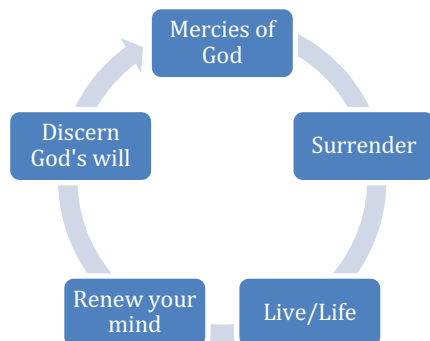 Mercies of
God
Surrender
Live/Life
Renew your
mind
Discern
God's will